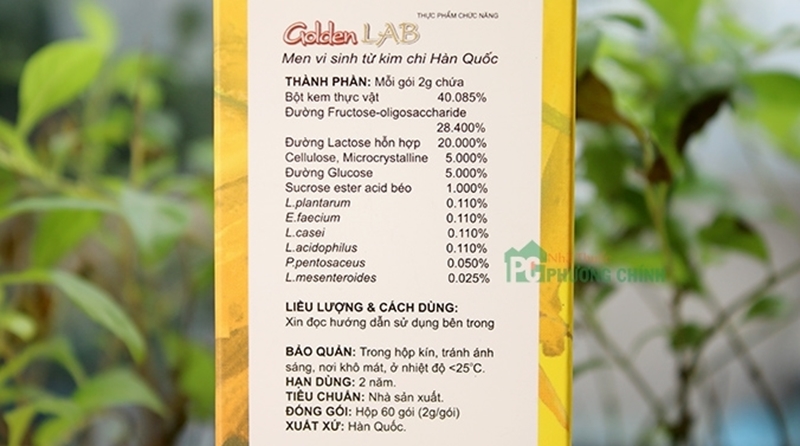 THỰC PHẨM CHỨC NĂNG
Golden LAB
Men vi sinh từ kim chi Hàn Quốc
THÀNH PHẦN: Mỗi gói 2g chứa
Bột kem thực vật 40.085%
Đường Fructose-oligosaccharide
28.400%
Đường Lactose hỗn hợp 20.000%
Cellulose, Microcrystalline 5.000%
Đường Glucose 5.000%
Sucrose ester acid béo 1.000%
L.plantarum 0.110%
E.faecium 0.110%
L.casei 0.110%
L.acidophilus 0.110%
P.pentosaceus 0.050%
L.mesenteroides 0.025%
PG
PHƯƠNG CHINH
LIỀU LƯỢNG & CÁCH DÙNG:
Xin đọc hướng dẫn sử dụng bên trong
BẢO QUẢN: Trong hộp kín, tránh ánh
sáng, nơi khô mát, ở nhiệt độ <25°C.
HẠN DÙNG: 2 năm.
TIÊU CHUẨN: Nhà sản xuất.
ĐÓNG GÓI: Hộp 60 gói (2g/gói)
XUẤT XỨ: Hàn Quốc.